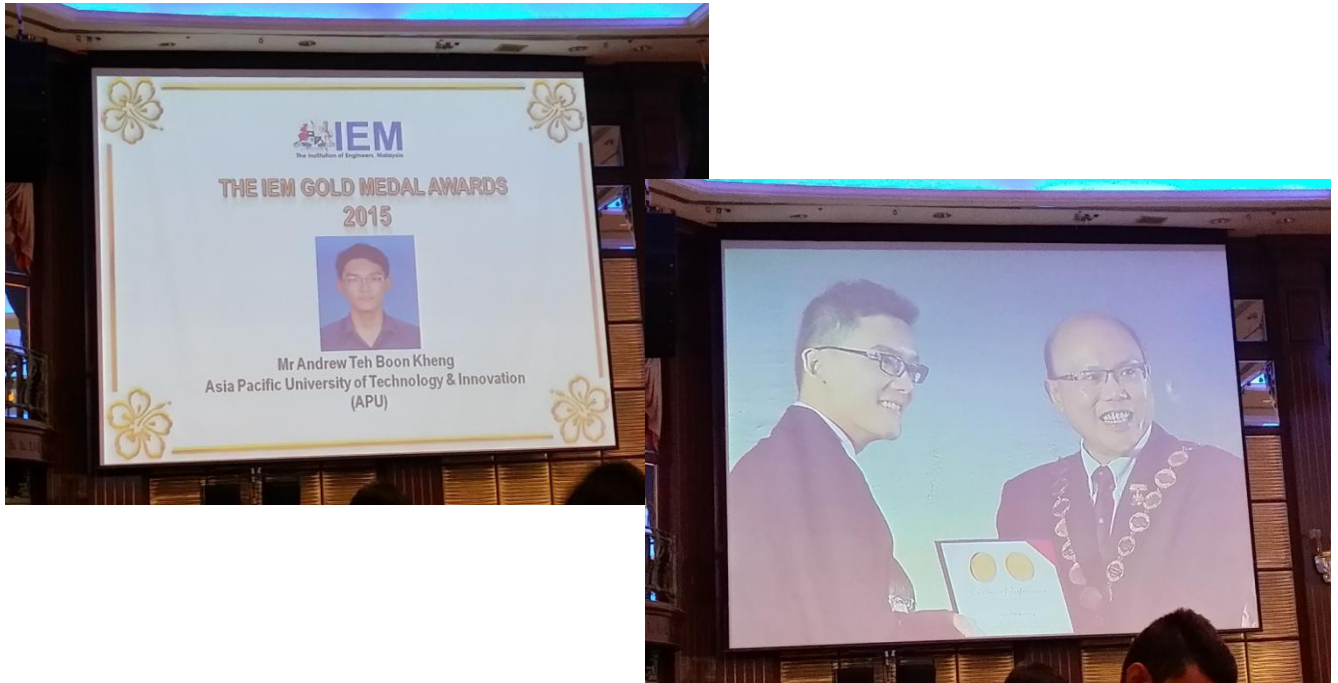 IEM
The Institution of Engineers, Malaysia
THE IEM GOLD MEDAL AWARDS
2015
Mr Andrew Teh Boon Kheng
Asia Pacific University of Technology & Innovation
(APU)